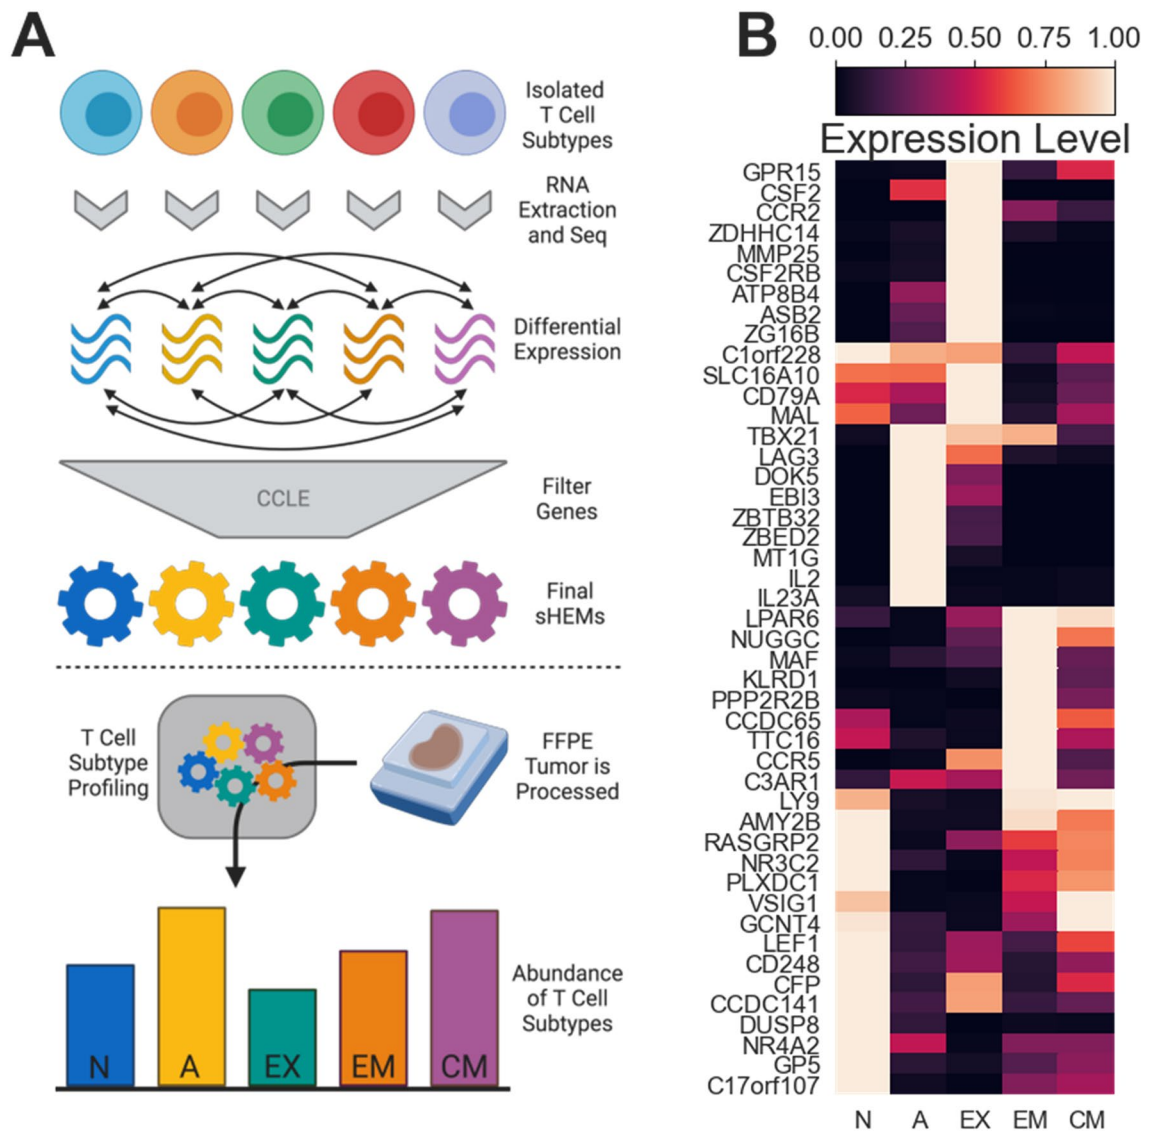 A
Isolated
T Cell
Subtypes
RNA
Extraction
and Seq
Differential
Expression
CCLE
Filter
Genes
Final
sHEMs
T Cell
Subtype
Profiling
FFPE
Tumor is
Processed
Abundance
of T Cell
Subtypes
N A EX EM CM
B
0.00 0.25 0.50 0.75 1.00
Expression Level
GPR15
CSF2
CCR2
ZDHHC14
MMP25
CSF2RB
ATP8B4
ASB2
ZG16B
C1orf228
SLC16A10
CD79A
MAL
TBX21
LAG3
DOK5
EBI3
ZBTB32
ZBED2
MT1G
IL2
IL23A
LPAR6
NUGGC
MAF
KLRD1
PPP2R2B
CCDC65
TTC16
CCR5
C3AR1
LY9
AMY2B
RASGRP2
NR3C2
PLXDC1
VSIG1
GCNT4
LEF1
CD248
CFP
CCDC141
DUSP8
NR4A2
GP5
C17orf107
N A EX EM CM